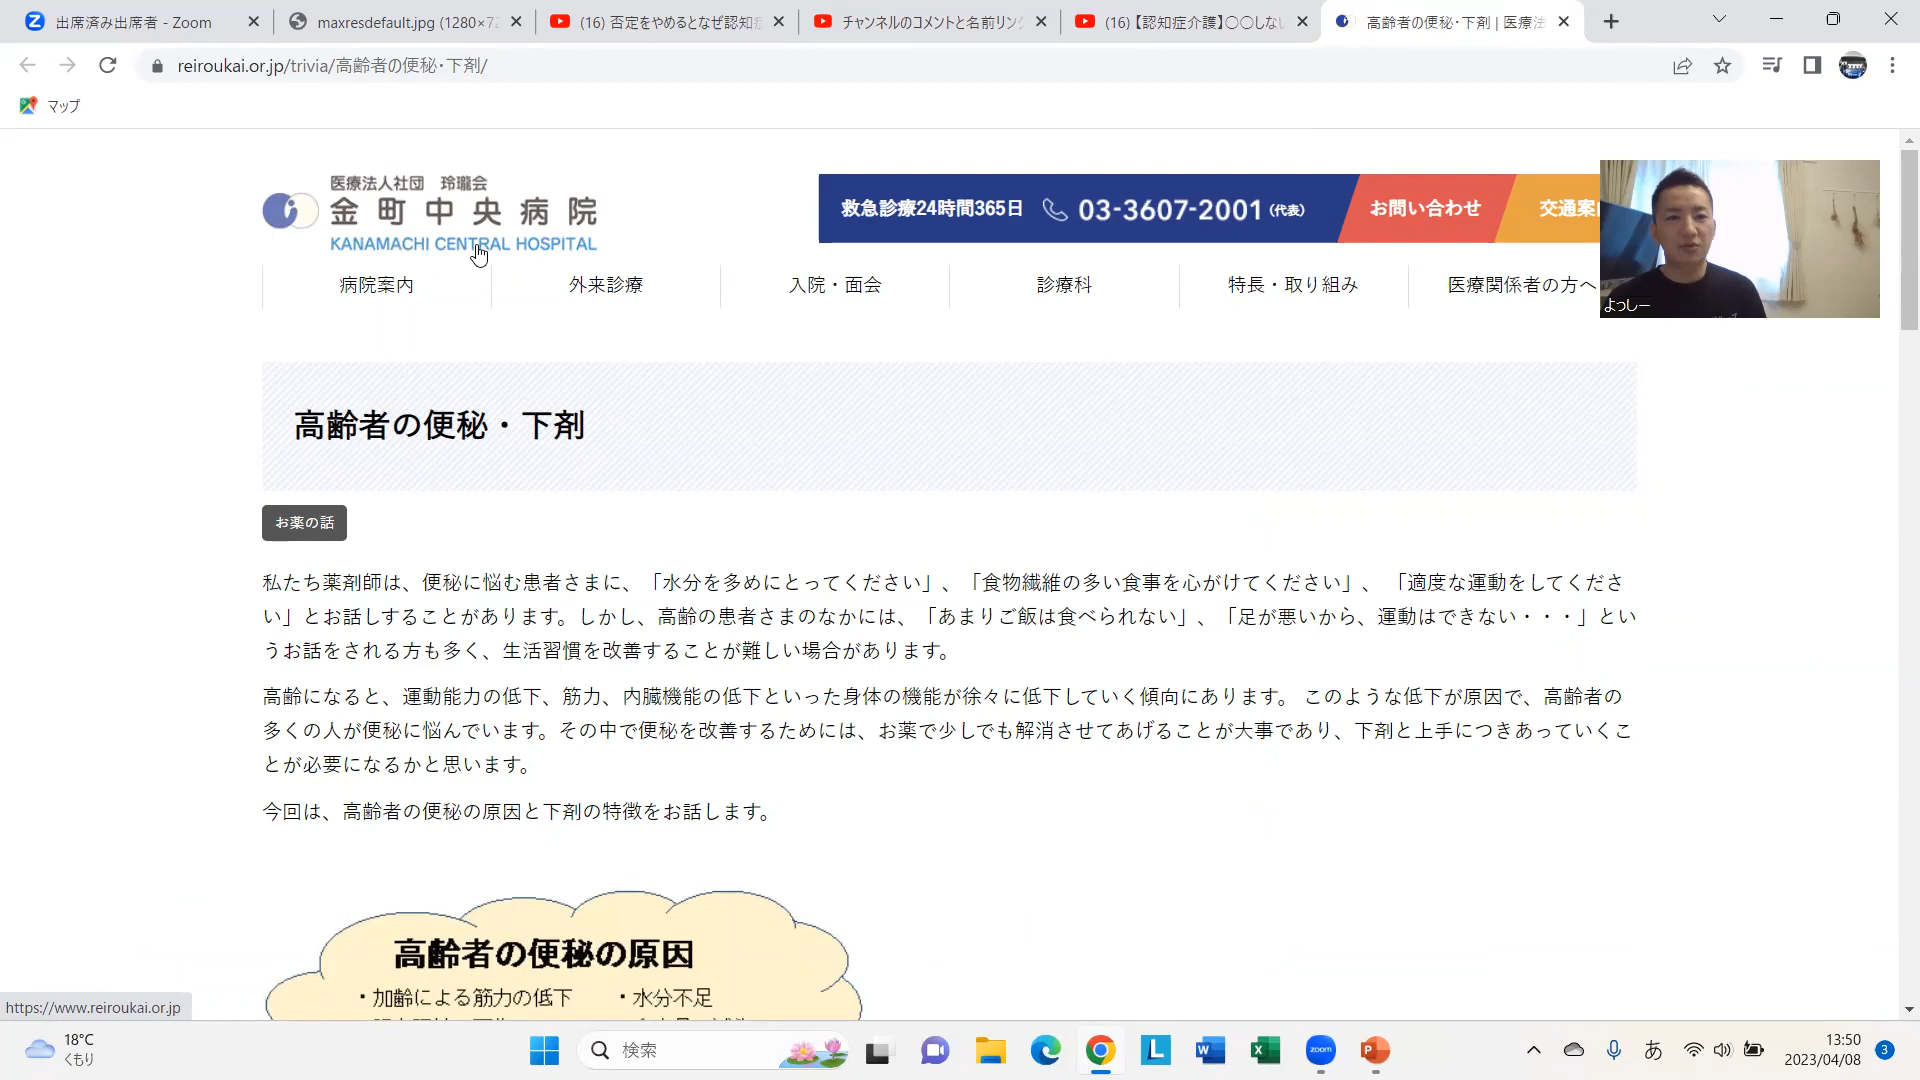 出席済み出席者 - Zoom
maxresdefault.jpg (1280×72
(16) 否定をやめるとなぜ認知症
チャンネルのコメントと名前リンク
(16) 【認知症介護】〇〇しない
高齢者の便秘・下剤 | 医療法
reiroukai.or.jp/trivia/高齢者の便秘・下剤/
マップ
医療法人社団 玲瓏会
金町中央病院
KANAMACHI CENTRAL HOSPITAL
救急診療24時間365日 03-3607-2001 (代表)
お問い合わせ
交通案
よっしー
病院案内
外来診療
入院・面会
診療科
特長・取り組み
医療関係者の方へ
高齢者の便秘・下剤
お薬の話
私たち薬剤師は、便秘に悩む患者さまに、「水分を多めにとってください」、「食物繊維の多い食事を心がけてください」、 「適度な運動をしてくださ
い」とお話しすることがあります。しかし、高齢の患者さまのなかには、「あまりご飯は食べられない」、「足が悪いから、運動はできない・・・」とい
うお話をされる方も多く、生活習慣を改善することが難しい場合があります。
高齢になると、運動能力の低下、筋力、内臓機能の低下といった身体の機能が徐々に低下していく傾向にあります。 このような低下が原因で、高齢者の
多くの人が便秘に悩んでいます。その中で便秘を改善するためには、お薬で少しでも解消させてあげることが大事であり、下剤と上手につきあっていくこ
とが必要になるかと思います。
今回は、高齢者の便秘の原因と下剤の特徴をお話します。
高齢者の便秘の原因
・加齢による筋力の低下 ・水分不足
https://www.reiroukai.or.jp
18°C
くもり
検索
zoom
あ
13:50
2023/04/08
3